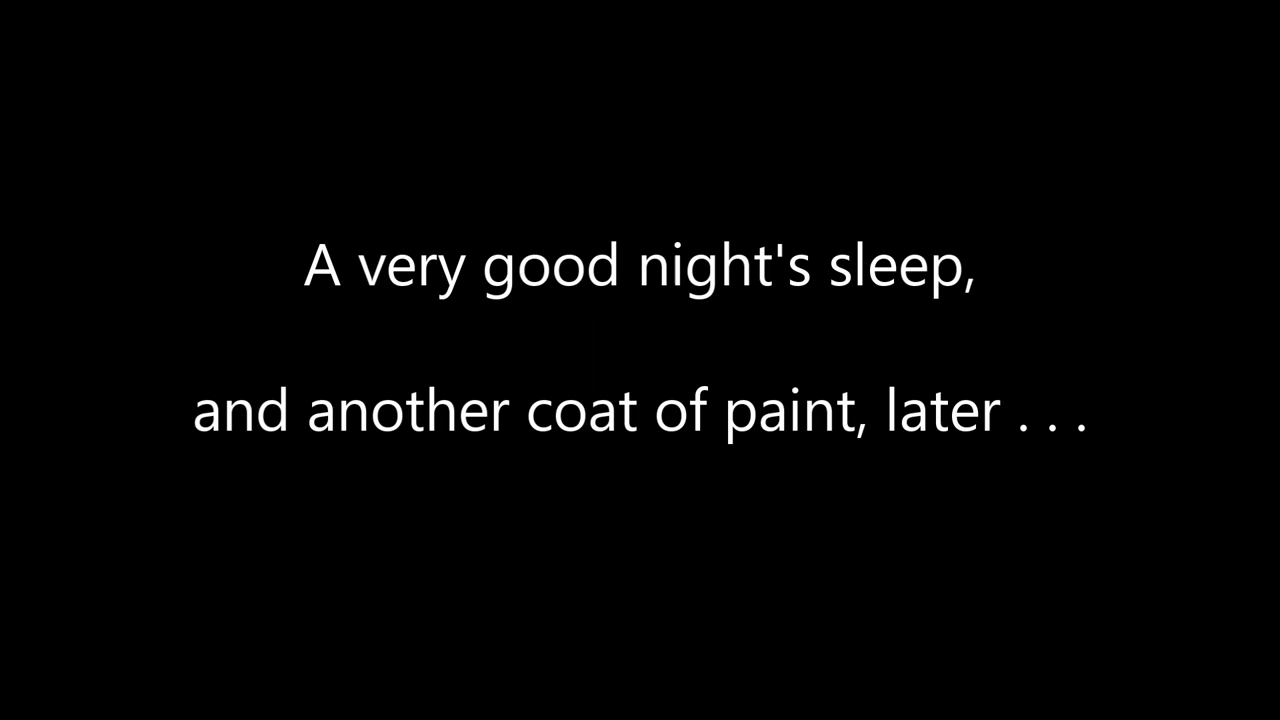 A very good night's sleep,
and another coat of paint, later . . .